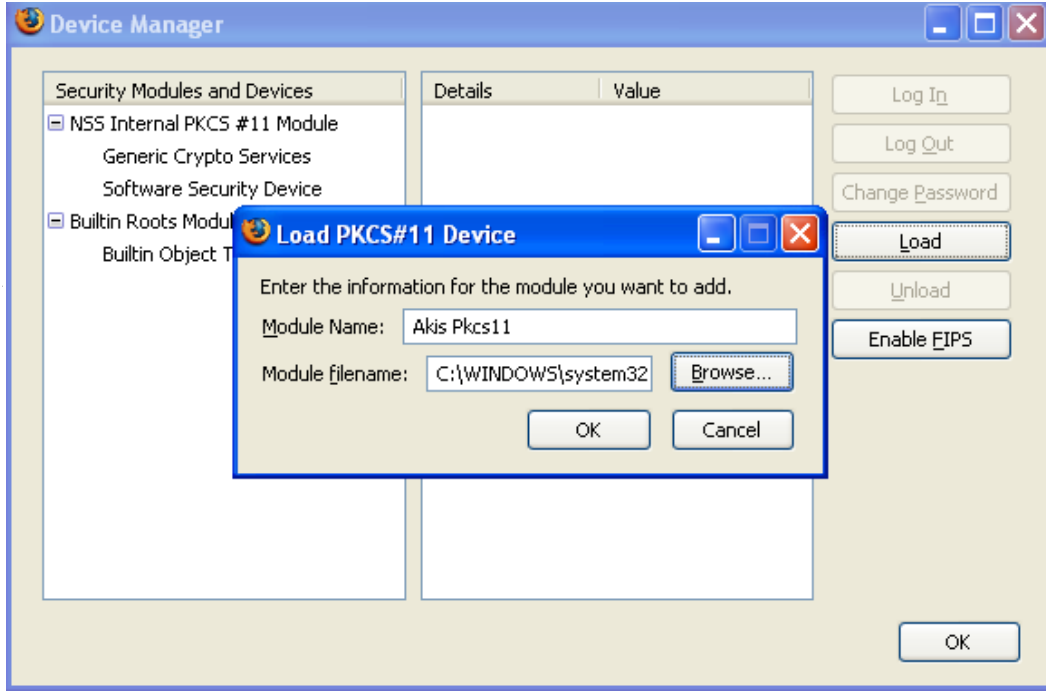 Device Manager
Security Modules and Devices
Details Value
NSS Internal PKCS #11 Module
Generic Crypto Services
Software Security Device
Builtin Roots Modul
Builtin Object T
Log In
Log Out
Change Password
Load
Unload
Enable FIPS
Load PKCS#11 Device
Enter the information for the module you want to add.
Module Name: Akis Pkcs11
Module filename: C:\WINDOWS\system32 Browse...
OK Cancel
OK